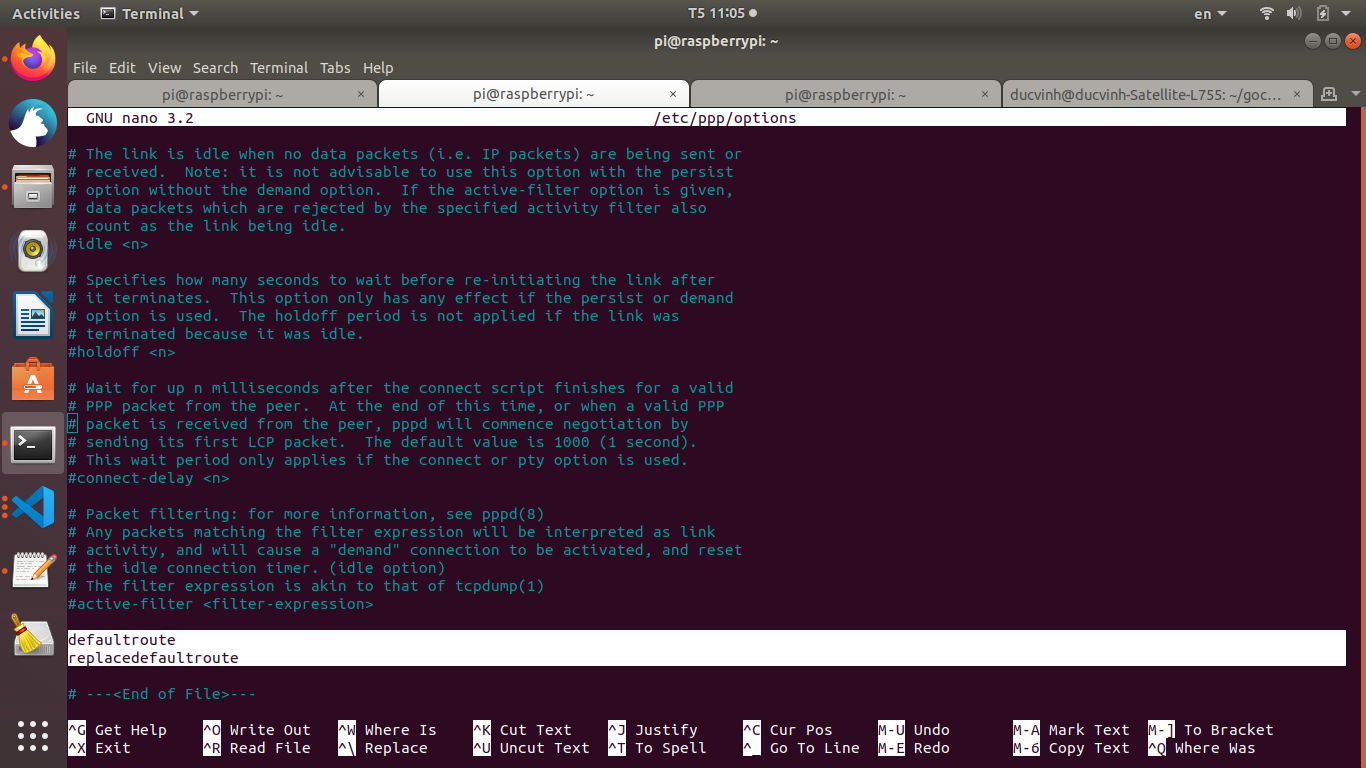 Activities Terminal T5 11:05 en
pi@raspberrypi: ~
File Edit View Search Terminal Tabs Help
pi@raspberrypi: ~ × pi@raspberrypi: ~ × pi@raspberrypi: ~ × ducvinh@ducvinh-Satellite-L755: ~/goc... ×
GNU nano 3.2 /etc/ppp/options
# The link is idle when no data packets (i.e. IP packets) are being sent or
# received.  Note: it is not advisable to use this option with the persist
# option without the demand option.  If the active-filter option is given,
# data packets which are rejected by the specified activity filter also
# count as the link being idle.
#idle <n>
# Specifies how many seconds to wait before re-initiating the link after
# it terminates.  This option only has any effect if the persist or demand
# option is used.  The holdoff period is not applied if the link was
# terminated because it was idle.
#holdoff <n>
# Wait for up n milliseconds after the connect script finishes for a valid
# PPP packet from the peer.  At the end of this time, or when a valid PPP
# packet is received from the peer, pppd will commence negotiation by
# sending its first LCP packet.  The default value is 1000 (1 second).
# This wait period only applies if the connect or pty option is used.
#connect-delay <n>
# Packet filtering: for more information, see pppd(8)
# Any packets matching the filter expression will be interpreted as link
# activity, and will cause a "demand" connection to be activated, and reset
# the idle connection timer. (idle option)
# The filter expression is akin to that of tcpdump(1)
#active-filter <filter-expression>
defaultroute
replacedefaultroute
# ---<End of File>---
^G Get Help ^O Write Out ^W Where Is ^K Cut Text ^J Justify ^C Cur Pos M-U Undo M-A Mark Text M-] To Bracket
^X Exit ^R Read File ^\ Replace ^U Uncut Text ^T To Spell ^_ Go To Line M-E Redo M-6 Copy Text ^Q Where Was